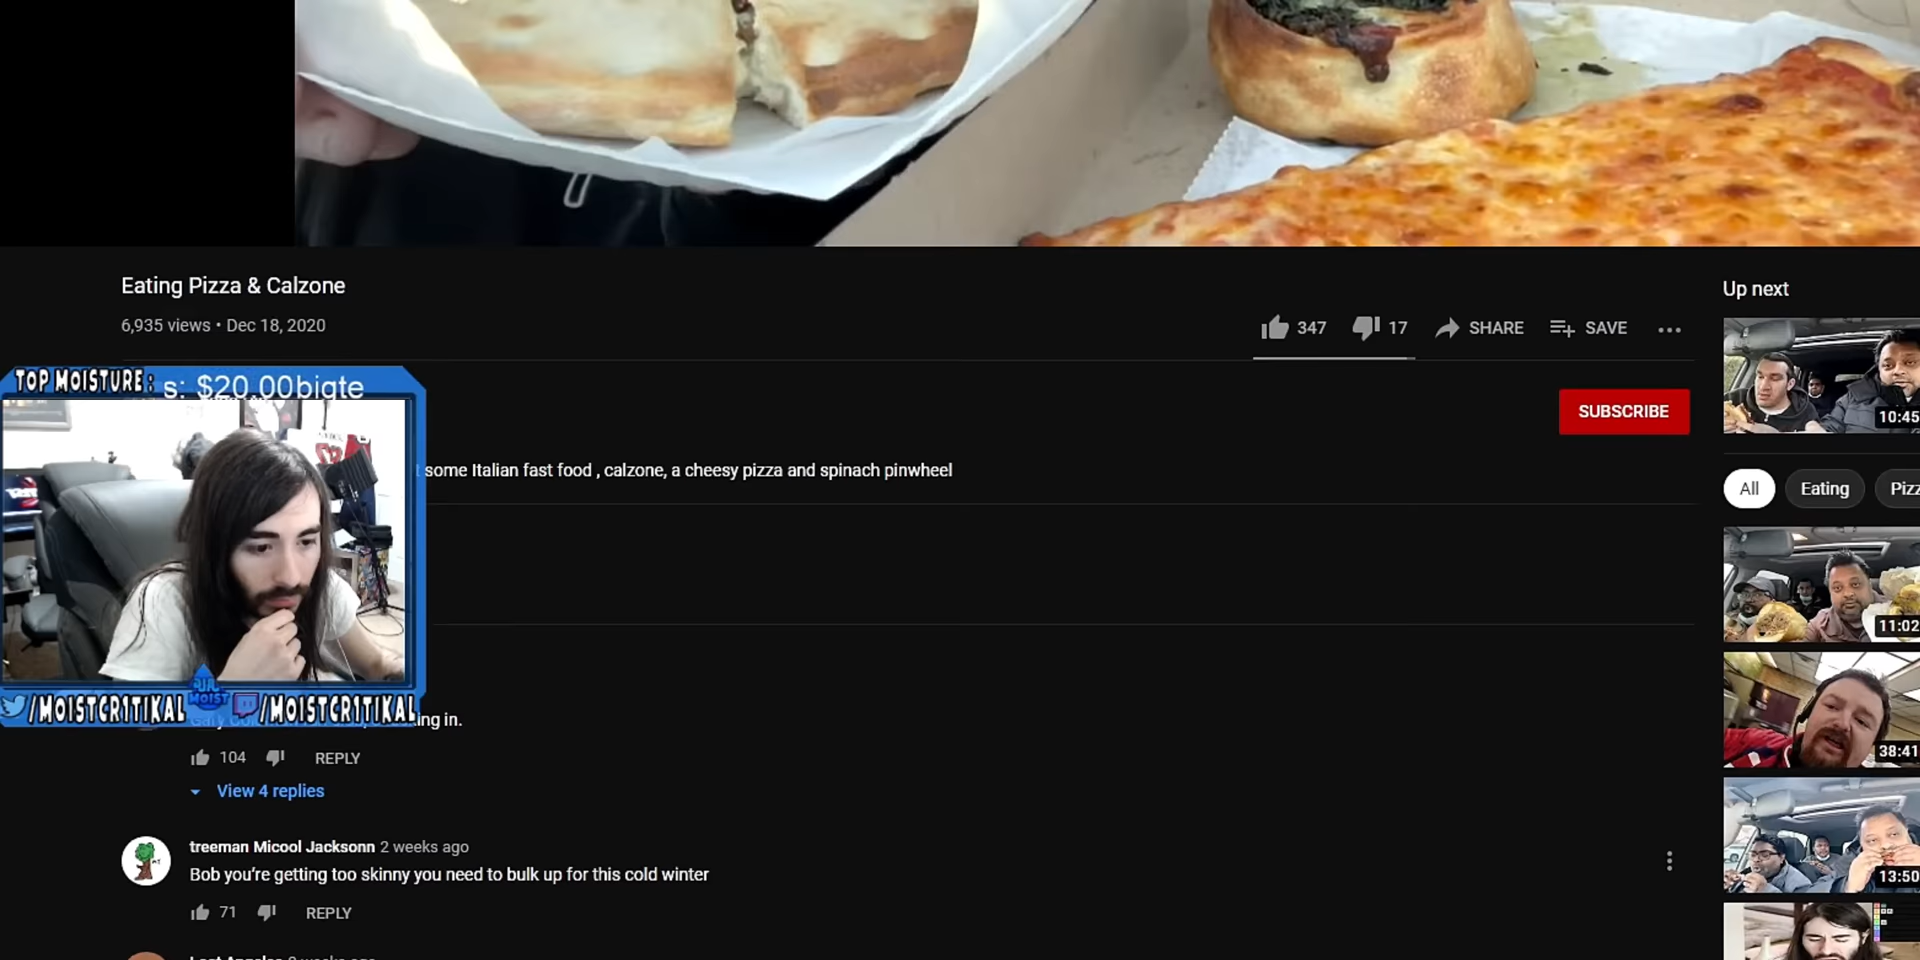 Eating Pizza & Calzone
6,935 views • Dec 18, 2020
347
17
SHARE
SAVE
Up next
10:45
TOP MOISTURE: s: $20.00bigte
SUBSCRIBE
some Italian fast food , calzone, a cheesy pizza and spinach pinwheel
All
Eating
Pizz
11:02
MOIST
/MOISTCR1TIKAL
/MOISTCR1TIKAL
ing in.
38:41
104
REPLY
View 4 replies
treeman Micool Jacksonn 2 weeks ago
Bob you're getting too skinny you need to bulk up for this cold winter
13:50
71
REPLY